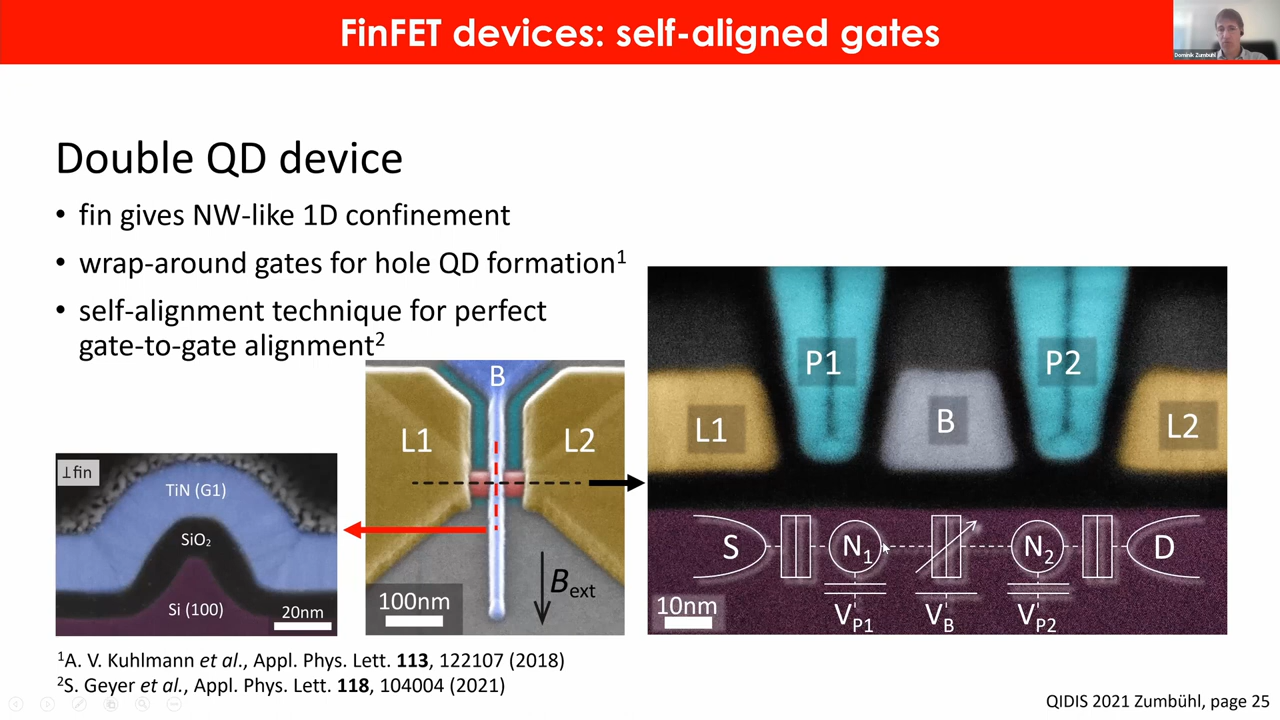 FinFET devices: self-aligned gates
Dominik Zumbühl
Double QD device
• fin gives NW-like 1D confinement
• wrap-around gates for hole QD formation¹
• self-alignment technique for perfect
gate-to-gate alignment²
⊥fin
TiN (G1)
SiO₂
Si (100)
20nm
B
L1
L2
B_ext
100nm
P1
P2
L1
B
L2
S
N₁
N₂
D
V_P1
V_B
V_P2
10nm
¹A. V. Kuhlmann et al., Appl. Phys. Lett. 113, 122107 (2018)
²S. Geyer et al., Appl. Phys. Lett. 118, 104004 (2021)
QIDIS 2021 Zumbühl, page 25